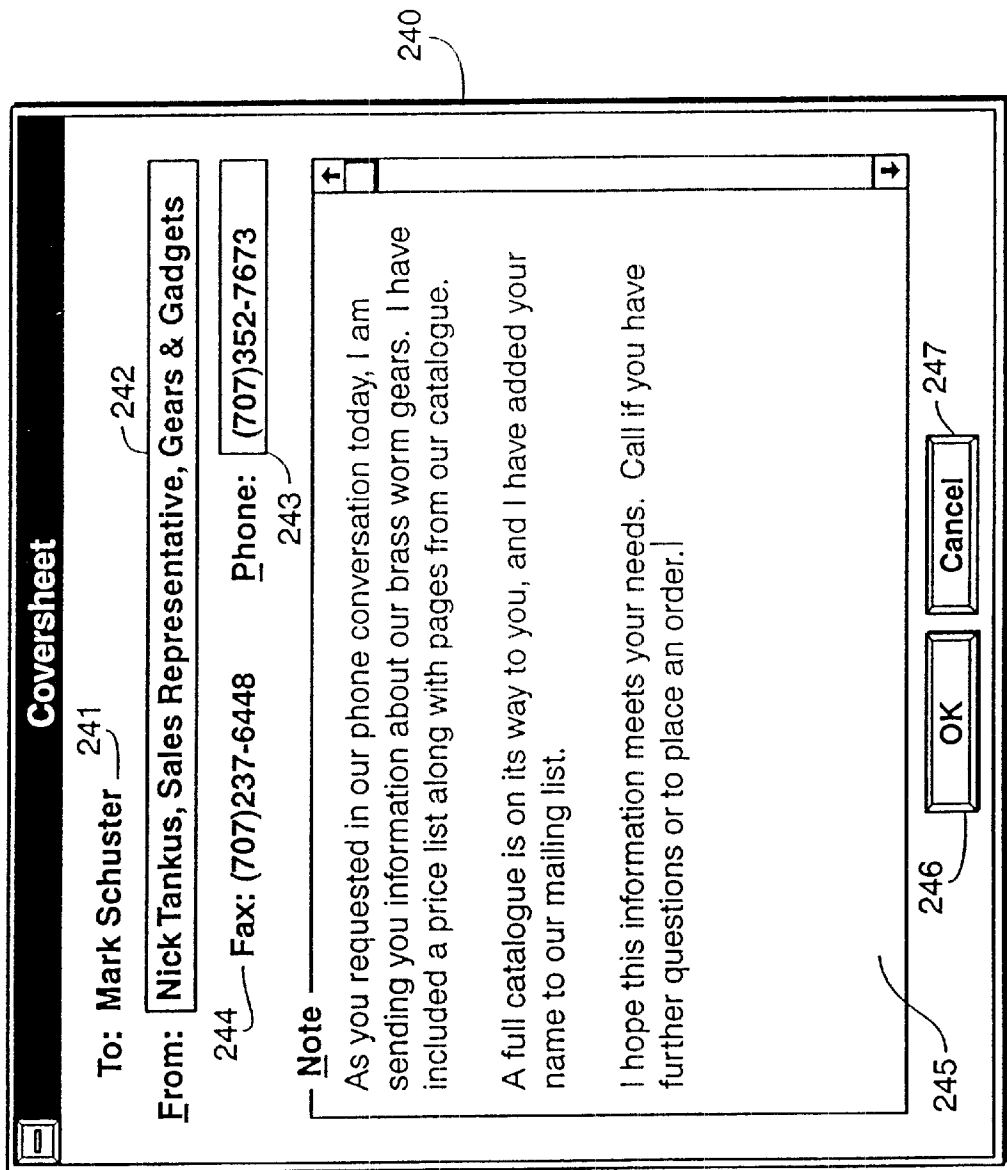 Coversheet
240
To: Mark Schuster 241
242
From: Nick Tankus, Sales Representative, Gears & Gadgets
244 Fax: (707)237-6448 Phone: (707)352-7673
243
Note
As you requested in our phone conversation today, I am
sending you information about our brass worm gears. I have
included a price list along with pages from our catalogue.
A full catalogue is on its way to you, and I have added your
name to our mailing list.
I hope this information meets your needs. Call if you have
further questions or to place an order.
245
246 OK
Cancel 247